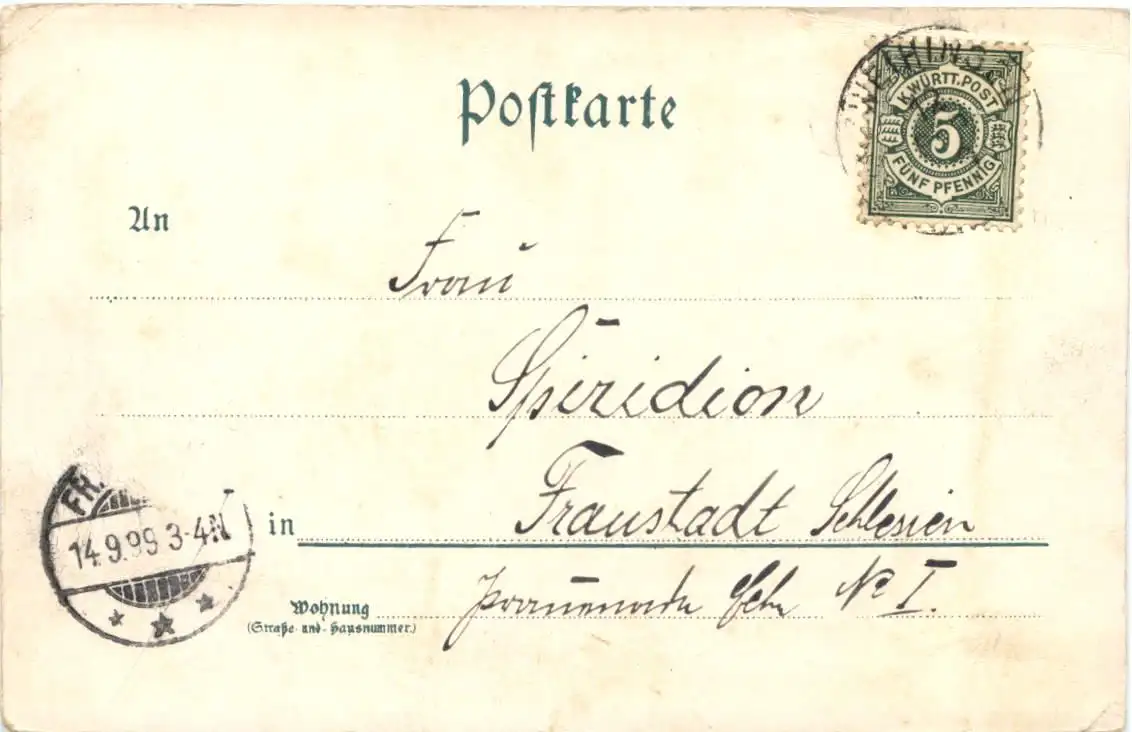 Postkarte
K. WÜRTT. POST
5
FÜNF PFENNIG
An
Frau
Spiridion
Fraustadt Schlesien
in
14.9.99 3-4N
No I.
Wohnung
(Straße und Hausnummer)